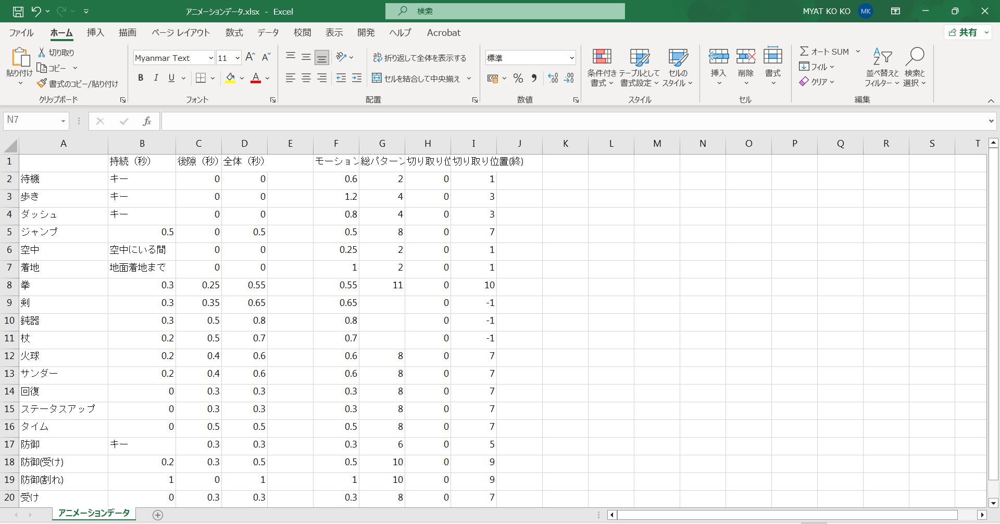 アニメーションデータ.xlsx - Excel
検索
MYAT KO KO MK
ファイル ホーム 挿入 描画 ページ レイアウト 数式 データ 校閲 表示 開発 ヘルプ Acrobat 共有
貼り付け
切り取り
コピー
書式のコピー/貼り付け
クリップボード
Myanmar Text 11
B I U A
フォント
折り返して全体を表示する
セルを結合して中央揃え
配置
標準
% 9 .00 .00
数値
条件付き書式
テーブルとして書式設定
セルのスタイル
スタイル
挿入 削除 書式
セル
オート SUM
フィル
クリア
並べ替えとフィルター
検索と選択
編集
N7 fx
A B C D E F G H I J K L M N O P Q R S T
1 持続（秒） 後隙（秒） 全体（秒） モーション 総パターン 切り取り位 切り取り位置(終)
2 待機 キー 0 0 0.6 2 0 1
3 歩き キー 0 0 1.2 4 0 3
4 ダッシュ キー 0 0 0.8 4 0 3
5 ジャンプ 0.5 0 0.5 0.5 8 0 7
6 空中 空中にいる間 0 0 0.25 2 0 1
7 着地 地面着地まで 0 0 1 2 0 1
8 拳 0.3 0.25 0.55 0.55 11 0 10
9 剣 0.3 0.35 0.65 0.65 0 -1
10 鈍器 0.3 0.5 0.8 0.8 0 -1
11 杖 0.2 0.5 0.7 0.7 0 -1
12 火球 0.2 0.4 0.6 0.6 8 0 7
13 サンダー 0.2 0.4 0.6 0.6 8 0 7
14 回復 0 0.3 0.3 0.3 8 0 7
15 ステータスアップ 0 0.3 0.3 0.3 8 0 7
16 タイム 0 0.5 0.5 0.5 8 0 7
17 防御 キー 0.3 0.3 0.3 6 0 5
18 防御(受け) 0.2 0.3 0.5 0.5 10 0 9
19 防御(割れ) 1 0 1 1 10 0 9
20 受け 0 0.3 0.3 0.3 8 0 7
アニメーションデータ